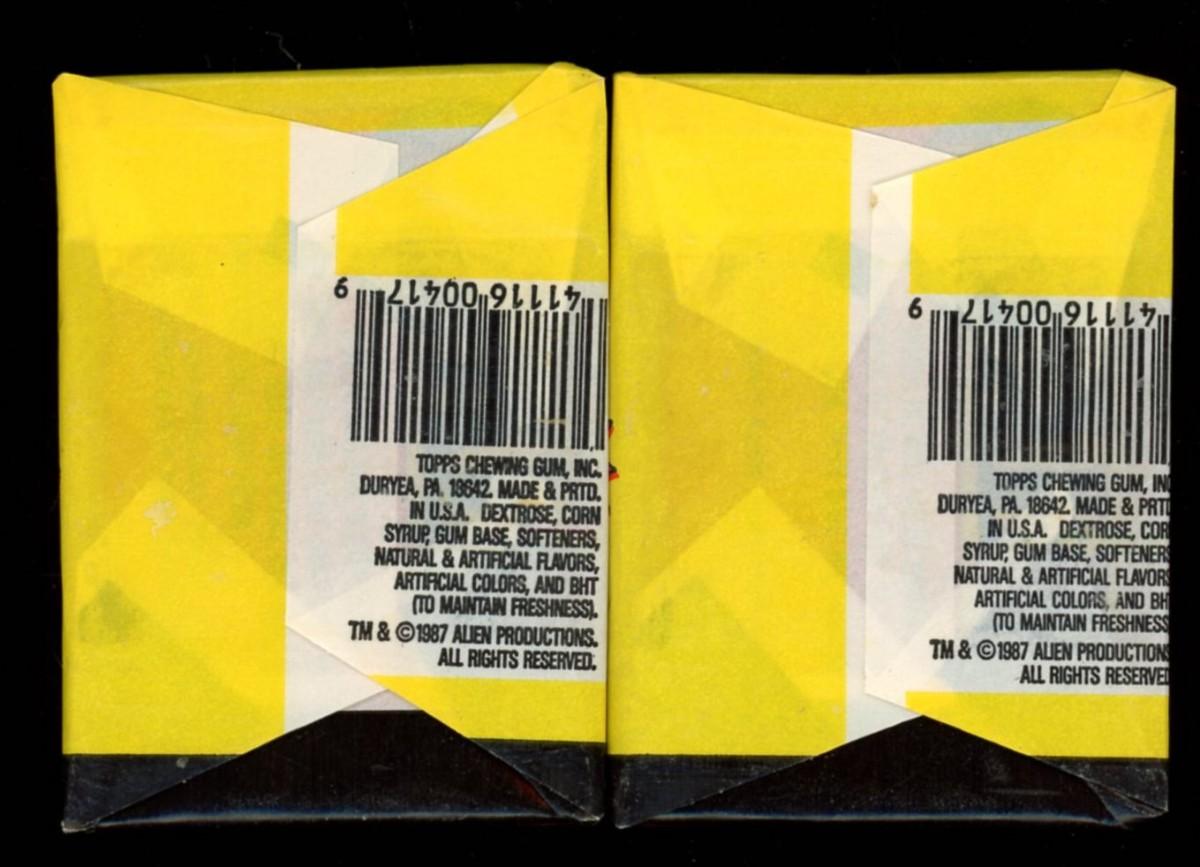 41116 00417 9
TOPPS CHEWING GUM, INC.
DURYEA, PA. 18642. MADE & PRTD.
IN U.S.A. DEXTROSE, CORN
SYRUP, GUM BASE, SOFTENERS,
NATURAL & ARTIFICIAL FLAVORS,
ARTIFICIAL COLORS, AND BHT
(TO MAINTAIN FRESHNESS).
TM & ©1987 ALIEN PRODUCTIONS.
ALL RIGHTS RESERVED.
41116 00417 9
TOPPS CHEWING GUM, IN
DURYEA, PA. 18642. MADE & PRTD
IN U.S.A. DEXTROSE, COR
SYRUP, GUM BASE, SOFTENERS
NATURAL & ARTIFICIAL FLAVORS
ARTIFICIAL COLORS, AND BH
(TO MAINTAIN FRESHNESS
TM & ©1987 ALIEN PRODUCTIONS
ALL RIGHTS RESERVED